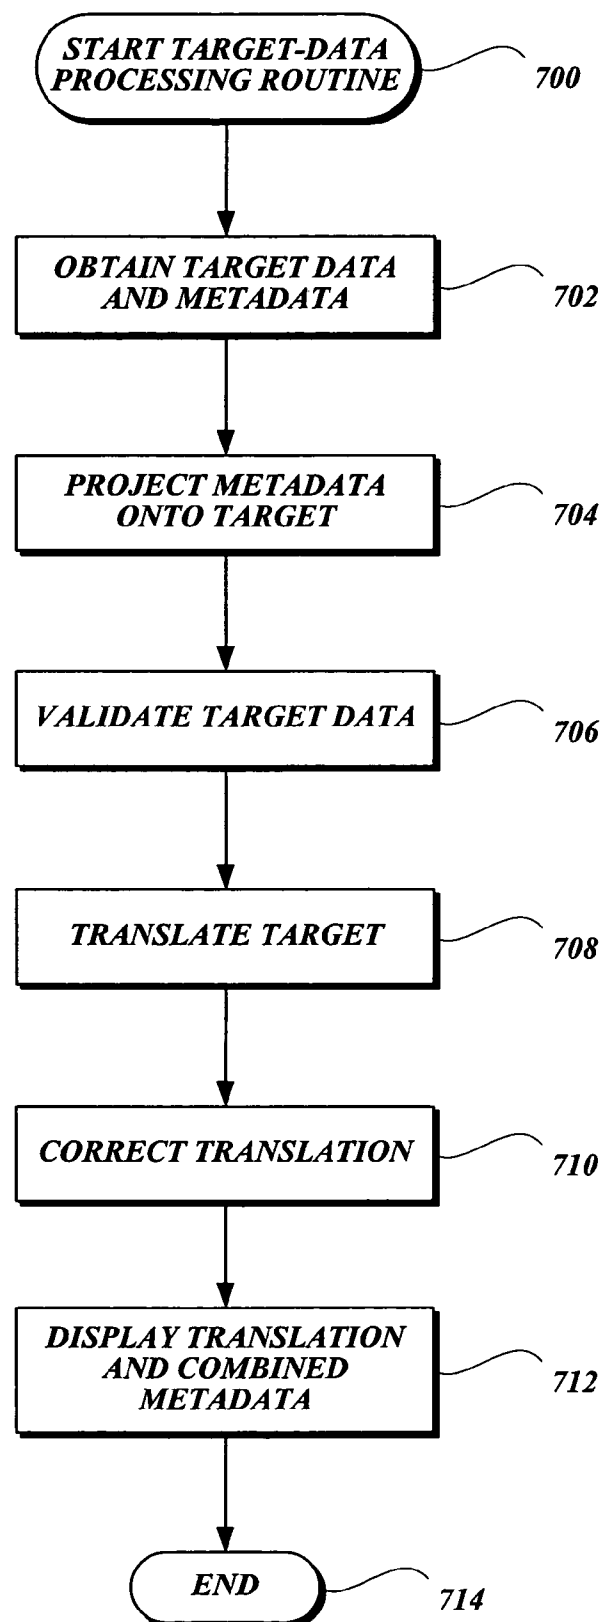 START TARGET-DATA
PROCESSING ROUTINE
700
OBTAIN TARGET DATA
AND METADATA
702
PROJECT METADATA
ONTO TARGET
704
VALIDATE TARGET DATA
706
TRANSLATE TARGET
708
CORRECT TRANSLATION
710
DISPLAY TRANSLATION
AND COMBINED
METADATA
712
END
714